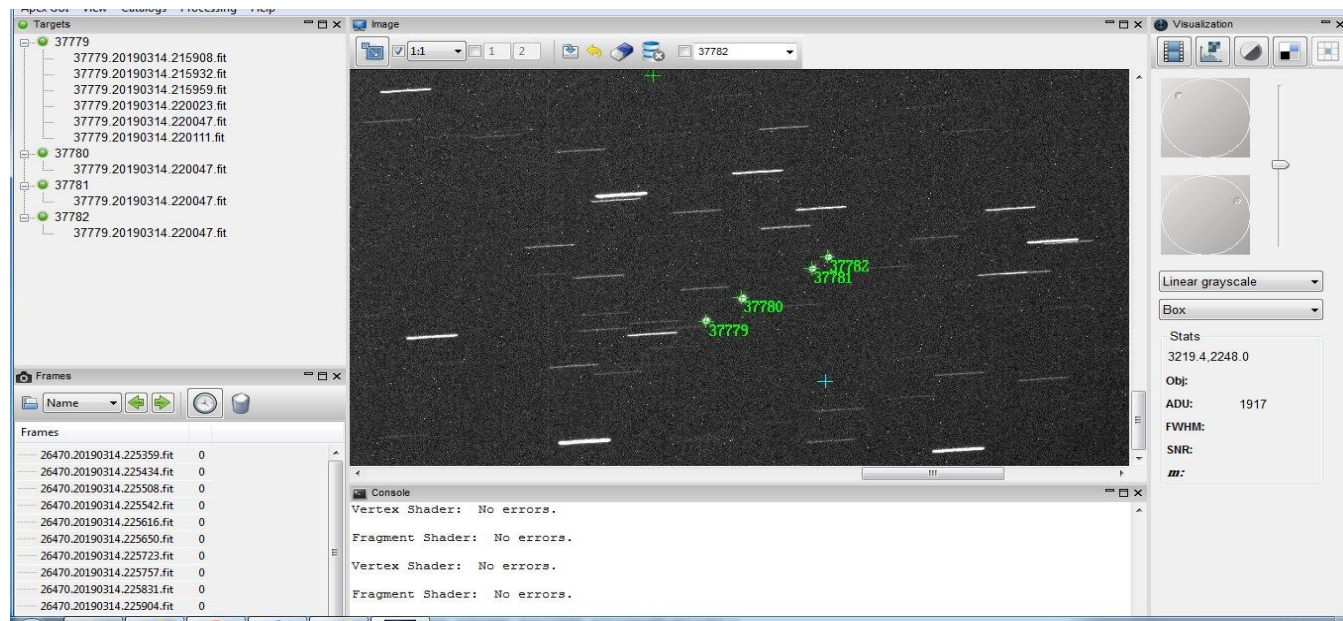 Apex GUI View Catalogs Processing Help
Targets
37779
37779.20190314.215908.fit
37779.20190314.215932.fit
37779.20190314.215959.fit
37779.20190314.220023.fit
37779.20190314.220047.fit
37779.20190314.220111.fit
37780
37779.20190314.220047.fit
37781
37779.20190314.220047.fit
37782
37779.20190314.220047.fit
Frames
Name
Frames
26470.20190314.225359.fit 0
26470.20190314.225434.fit 0
26470.20190314.225508.fit 0
26470.20190314.225542.fit 0
26470.20190314.225616.fit 0
26470.20190314.225650.fit 0
26470.20190314.225723.fit 0
26470.20190314.225757.fit 0
26470.20190314.225831.fit 0
26470.20190314.225904.fit 0
Image
1:1 1 2 37782
37782
37781
37780
37779
Console
Vertex Shader: No errors.
Fragment Shader: No errors.
Vertex Shader: No errors.
Fragment Shader: No errors.
Visualization
Linear grayscale
Box
Stats
3219.4,2248.0
Obj:
ADU: 1917
FWHM:
SNR:
m: